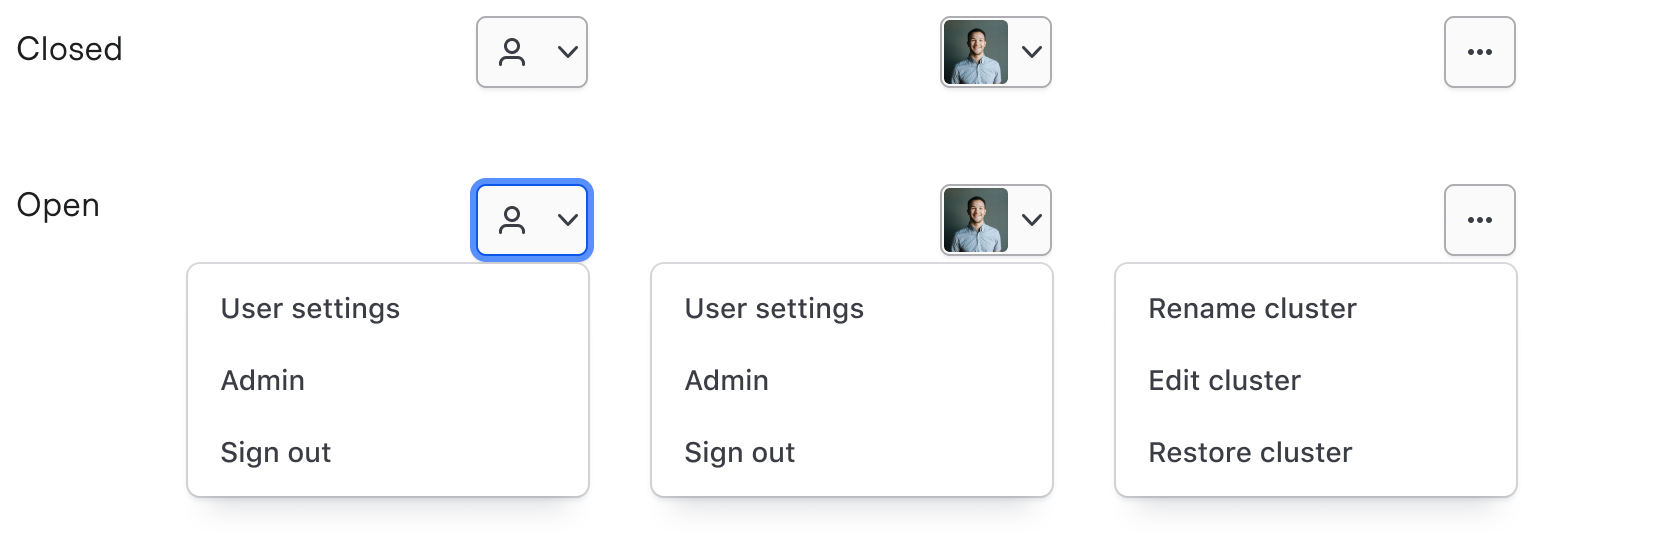 Closed
Open
User settings
Admin
Sign out
User settings
Admin
Sign out
Rename cluster
Edit cluster
Restore cluster